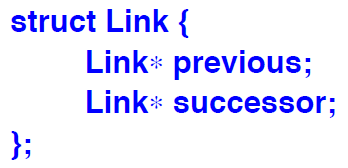 struct Link {
Link* previous;
Link* successor;
};